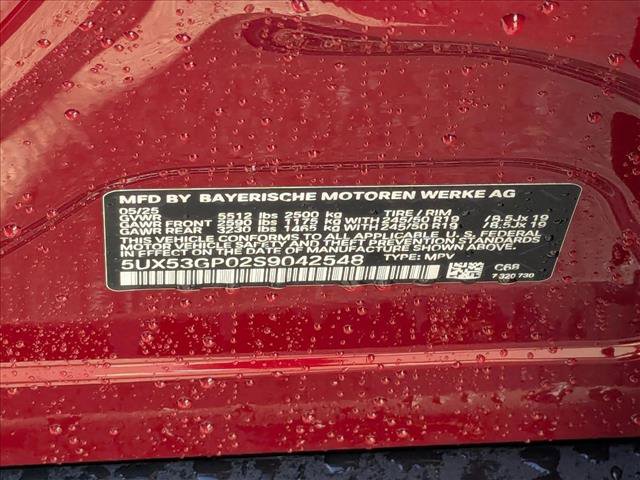 MFD BY BAYERISCHE MOTOREN WERKE AG
05/25
GVWR 5512 lbs 2500 kg TIRE / RIM
GAWR FRONT 2590 lbs 1175 kg WITH 245/50 R19 /8.5Jx19
GAWR REAR 3230 lbs 1465 kg WITH 245/50 R19 /8.5Jx19
THIS VEHICLE CONFORMS TO ALL APPLICABLE U. S. FEDERAL
MOTOR VEHICLE SAFETY, BUMPER, AND THEFT PREVENTION STANDARDS
IN EFFECT ON THE DATE OF MANUFACTURE SHOWN ABOVE.
5UX53GP02S9042548 TYPE: MPV
C68
7 320 730